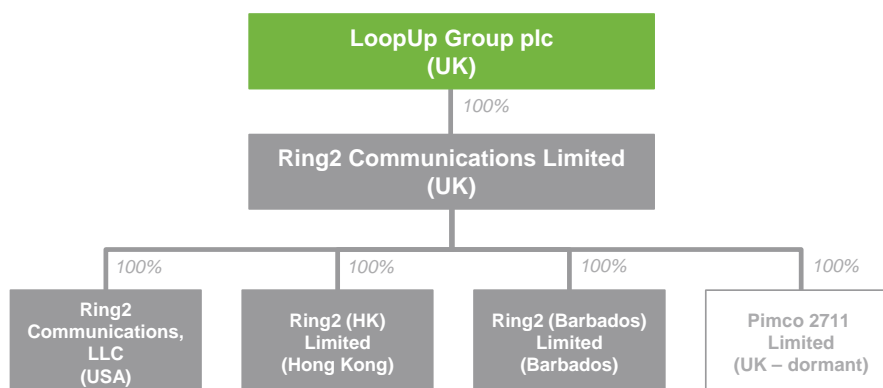 LoopUp Group plc
(UK)
100%
Ring2 Communications Limited
(UK)
100%
100%
100%
100%
Ring2
Communications,
LLC
(USA)
Ring2 (HK)
Limited
(Hong Kong)
Ring2 (Barbados)
Limited
(Barbados)
Pimco 2711
Limited
(UK – dormant)